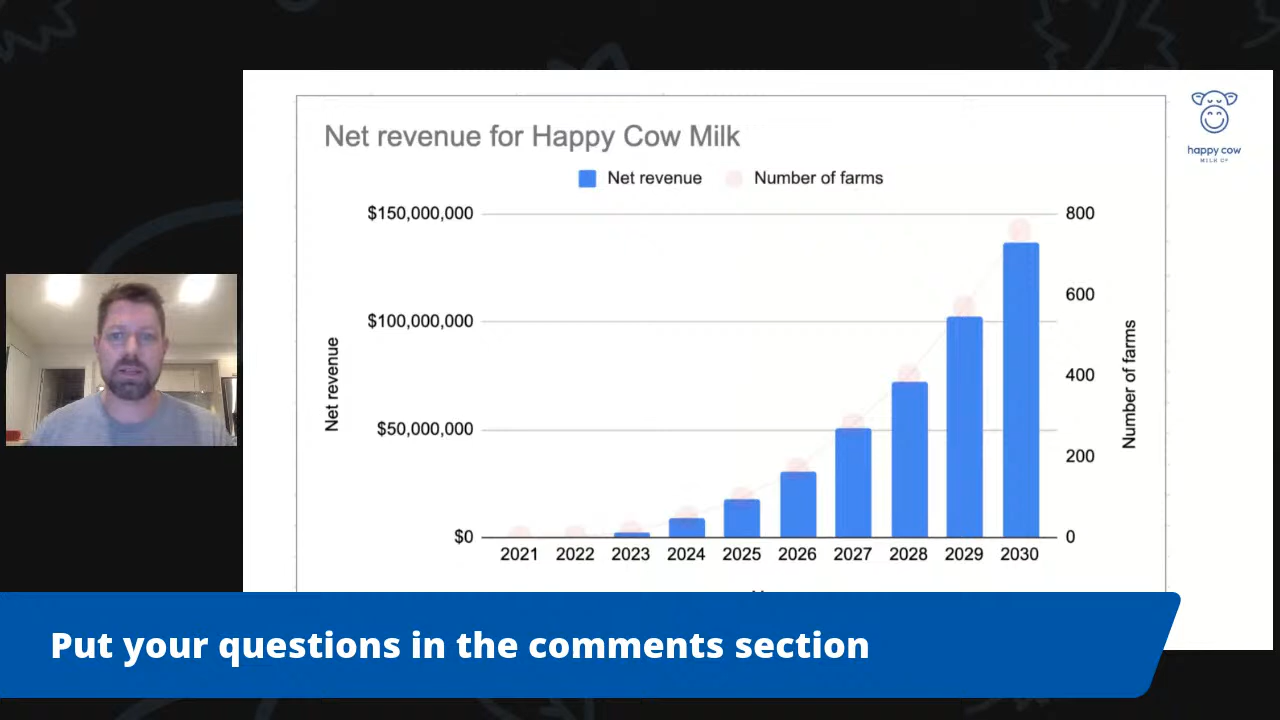 Net revenue for Happy Cow Milk
Net revenue
Number of farms
$150,000,000
$100,000,000
$50,000,000
$0
Net revenue
800
600
400
200
0
Number of farms
2021 2022 2023 2024 2025 2026 2027 2028 2029 2030
happy cow
MILK Cº
Put your questions in the comments section